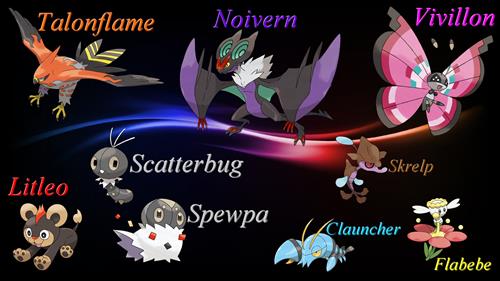 Talonflame
Noivern
Vivillon
Scatterbug
Skrelp
Litleo
Spewpa
Clauncher
Flabebe